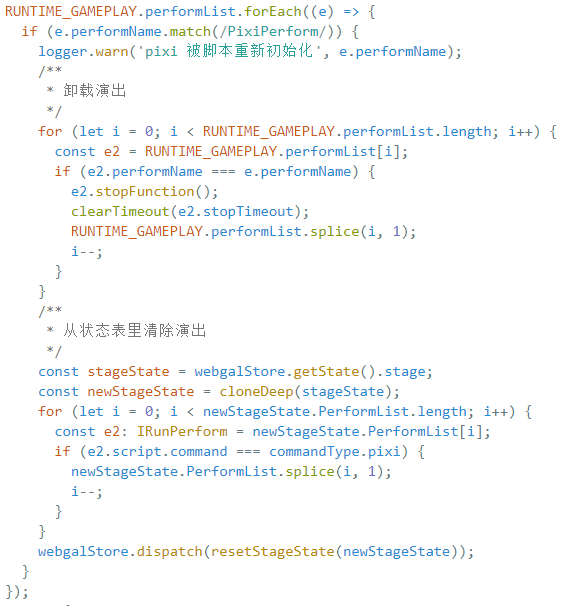 RUNTIME_GAMEPLAY.performList.forEach((e) => {
  if (e.performName.match(/PixiPerform/)) {
    logger.warn('pixi 被脚本重新初始化', e.performName);
    /**
     * 卸载演出
     */
    for (let i = 0; i < RUNTIME_GAMEPLAY.performList.length; i++) {
      const e2 = RUNTIME_GAMEPLAY.performList[i];
      if (e2.performName === e.performName) {
        e2.stopFunction();
        clearTimeout(e2.stopTimeout);
        RUNTIME_GAMEPLAY.performList.splice(i, 1);
        i--;
      }
    }
    /**
     * 从状态表里清除演出
     */
    const stageState = webgalStore.getState().stage;
    const newStageState = cloneDeep(stageState);
    for (let i = 0; i < newStageState.PerformList.length; i++) {
      const e2: IRunPerform = newStageState.PerformList[i];
      if (e2.script.command === commandType.pixi) {
        newStageState.PerformList.splice(i, 1);
        i--;
      }
    }
    webgalStore.dispatch(resetStageState(newStageState));
  }
});